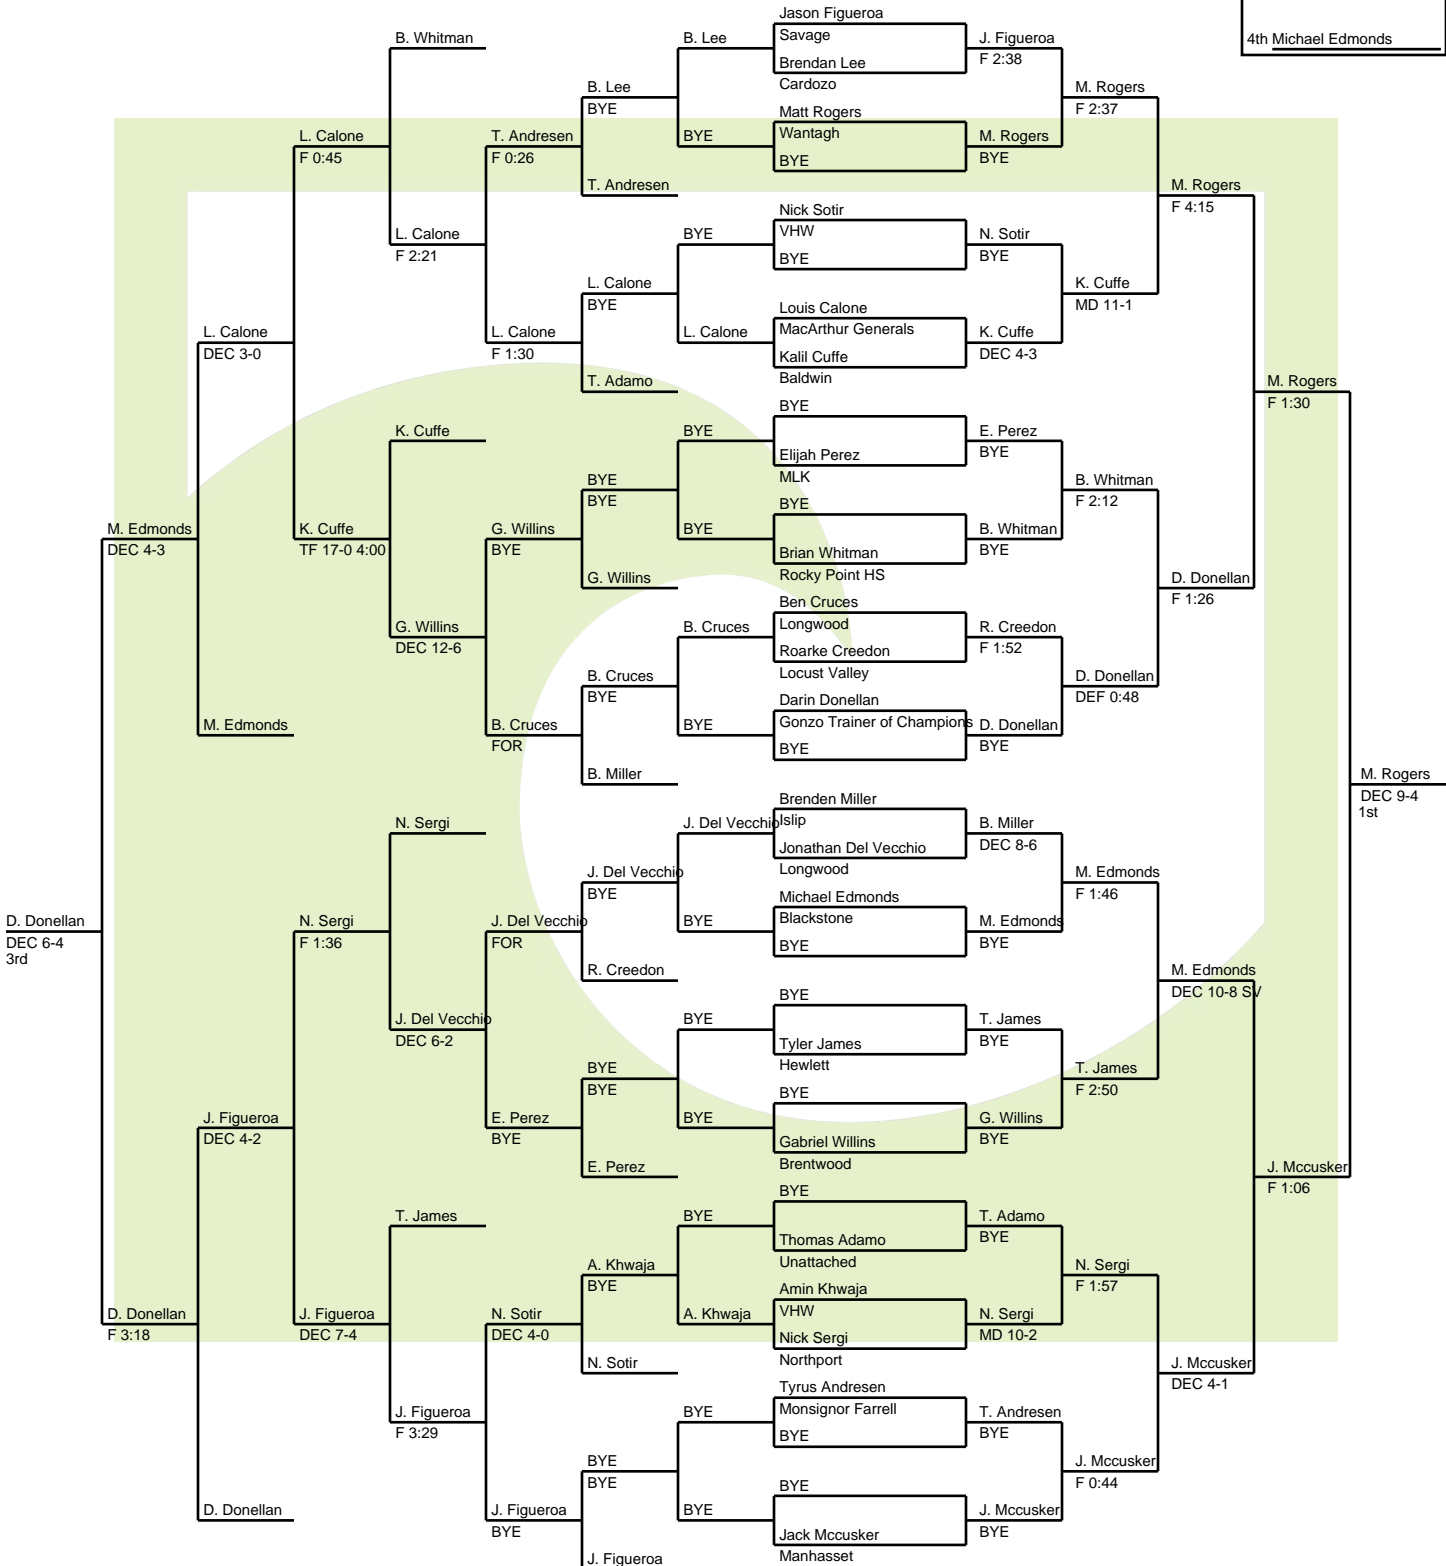 Jason Figueroa
B. Whitman
B. Lee
Savage
J. Figueroa
4th Michael Edmonds
F 2:38
Brendan Lee
Cardozo
B. Lee
BYE
M. Rogers
F 2:37
Matt Rogers
L. Calone
F 0:45
T. Andresen
F 0:26
BYE
Wantagh
M. Rogers
BYE
BYE
T. Andresen
M. Rogers
F 4:15
Nick Sotir
L. Calone
F 2:21
BYE
VHW
N. Sotir
BYE
BYE
L. Calone
BYE
K. Cuffe
MD 11-1
Louis Calone
L. Calone
DEC 3-0
L. Calone
F 1:30
L. Calone
MacArthur Generals
K. Cuffe
DEC 4-3
Kalil Cuffe
Baldwin
T. Adamo
M. Rogers
F 1:30
BYE
K. Cuffe
BYE
E. Perez
BYE
Elijah Perez
MLK
BYE
BYE
B. Whitman
F 2:12
BYE
M. Edmonds
DEC 4-3
K. Cuffe
TF 17-0 4:00
G. Willins
BYE
BYE
B. Whitman
BYE
Brian Whitman
Rocky Point HS
G. Willins
D. Donellan
F 1:26
Ben Cruces
G. Willins
DEC 12-6
B. Cruces
Longwood
R. Creedon
F 1:52
Roarke Creedon
Locust Valley
B. Cruces
BYE
D. Donellan
DEF 0:48
Darin Donellan
M. Edmonds
B. Cruces
FOR
BYE
Gonzo Trainer of Champions
D. Donellan
BYE
BYE
B. Miller
M. Rogers
DEC 9-4
1st
Brenden Miller
N. Sergi
J. Del Vecchio
Islip
B. Miller
DEC 8-6
Jonathan Del Vecchio
Longwood
J. Del Vecchio
BYE
M. Edmonds
F 1:46
Michael Edmonds
D. Donellan
DEC 6-4
3rd
N. Sergi
F 1:36
J. Del Vecchio
FOR
BYE
Blackstone
M. Edmonds
BYE
BYE
R. Creedon
M. Edmonds
DEC 10-8 SV
BYE
J. Del Vecchio
DEC 6-2
BYE
T. James
BYE
Tyler James
Hewlett
BYE
BYE
T. James
F 2:50
BYE
J. Figueroa
DEC 4-2
E. Perez
BYE
BYE
G. Willins
BYE
Gabriel Willins
Brentwood
E. Perez
J. Mccusker
F 1:06
BYE
T. James
BYE
T. Adamo
BYE
Thomas Adamo
Unattached
A. Khwaja
BYE
N. Sergi
F 1:57
Amin Khwaja
D. Donellan
F 3:18
J. Figueroa
DEC 7-4
N. Sotir
DEC 4-0
A. Khwaja
VHW
N. Sergi
MD 10-2
Nick Sergi
Northport
N. Sotir
J. Mccusker
DEC 4-1
Tyrus Andresen
J. Figueroa
F 3:29
BYE
Monsignor Farrell
T. Andresen
BYE
BYE
BYE
BYE
J. Mccusker
F 0:44
BYE
D. Donellan
J. Figueroa
BYE
BYE
J. Mccusker
BYE
Jack Mccusker
Manhasset
J. Figueroa